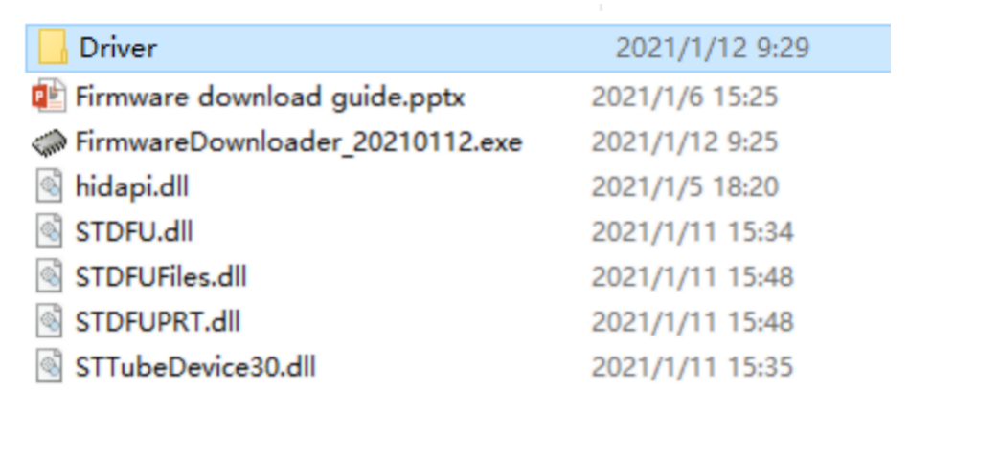 Driver 2021/1/12 9:29
Firmware download guide.pptx 2021/1/6 15:25
FirmwareDownloader_20210112.exe 2021/1/12 9:25
hidapi.dll 2021/1/5 18:20
STDFU.dll 2021/1/11 15:34
STDFUFiles.dll 2021/1/11 15:48
STDFUPRT.dll 2021/1/11 15:48
STTubeDevice30.dll 2021/1/11 15:35